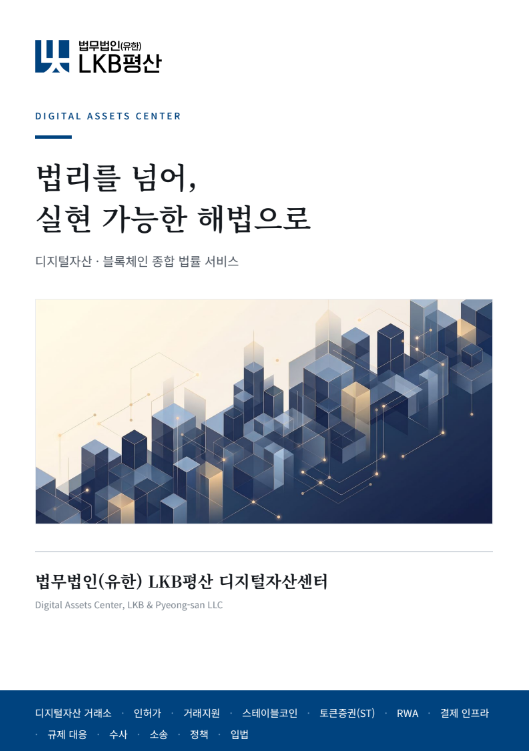 법무법인(유한)
LKB평산
DIGITAL ASSETS CENTER
법리를 넘어,
실현 가능한 해법으로
디지털자산 · 블록체인 종합 법률 서비스
법무법인(유한) LKB평산 디지털자산센터
Digital Assets Center, LKB & Pyeong-san LLC
디지털자산 거래소 · 인허가 · 거래지원 · 스테이블코인 · 토큰증권(ST) · RWA · 결제 인프라
· 규제 대응 · 수사 · 소송 · 정책 · 입법